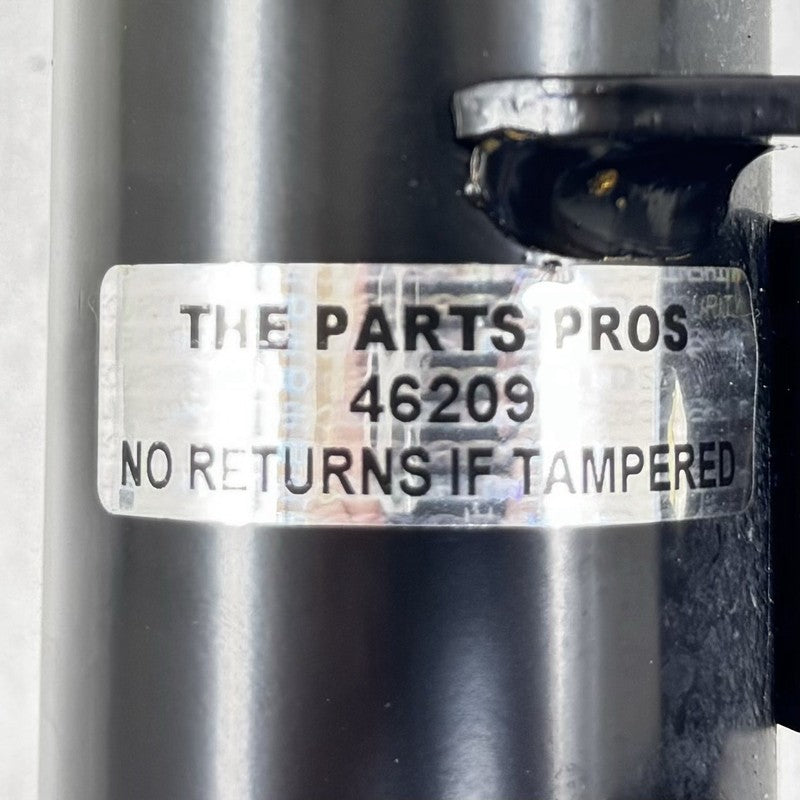 THE PARTS PROS
46209
NO RETURNS IF TAMPERED